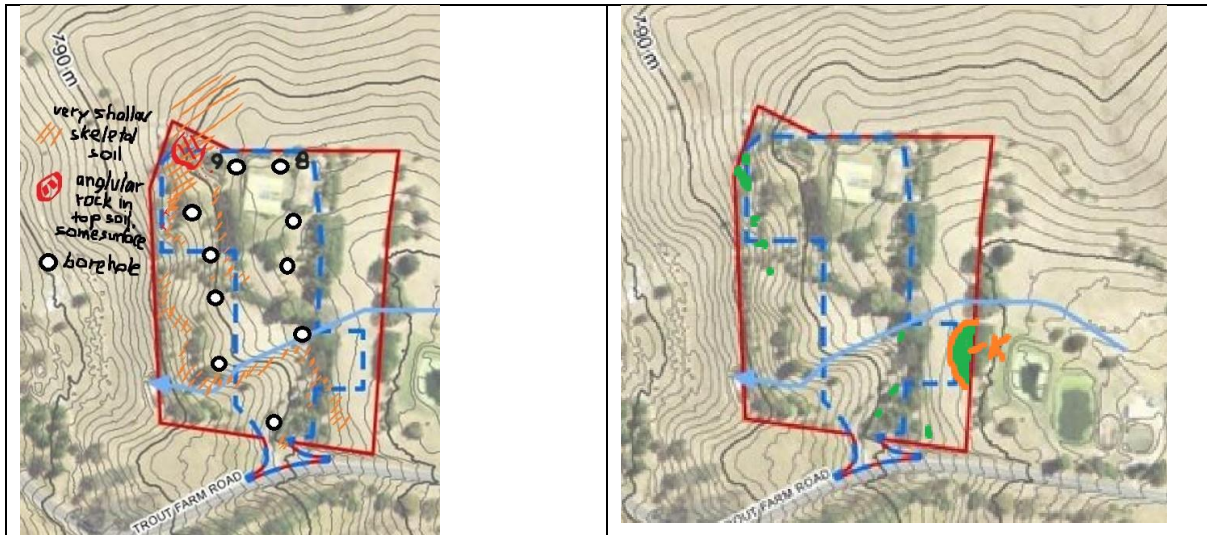 790 m
very shallow
skeletal
soil
anglular
rock in
top soil,
some surface
borehole
9
8
TROUT FARM ROAD
790 m
K
TROUT FARM ROAD